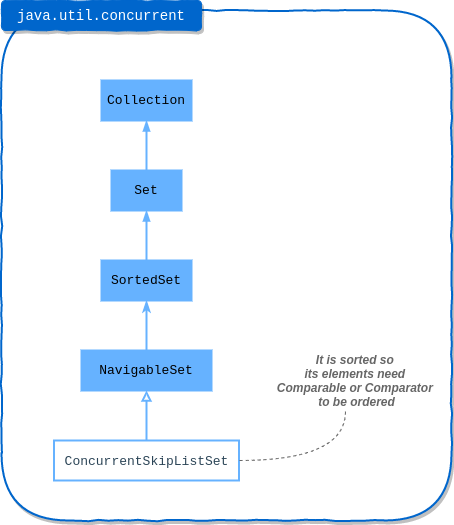 java.util.concurrent
Collection
Set
SortedSet
NavigableSet
It is sorted so
its elements need
Comparable or Comparator
to be ordered
ConcurrentSkipListSet